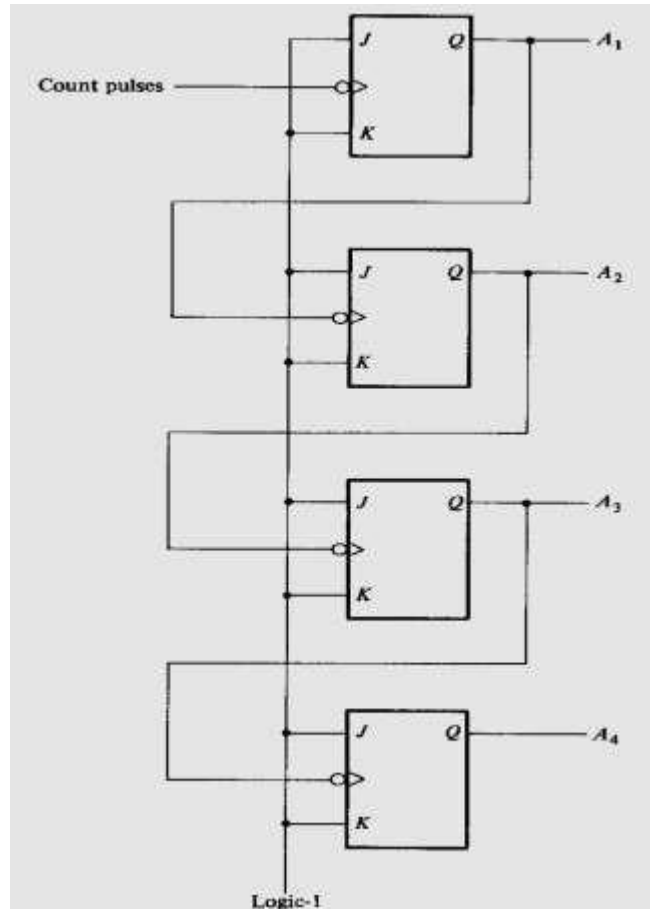 J Q A₁
Count pulses
K
J Q A₂
K
J Q A₃
K
J Q A₄
K
Logic-1